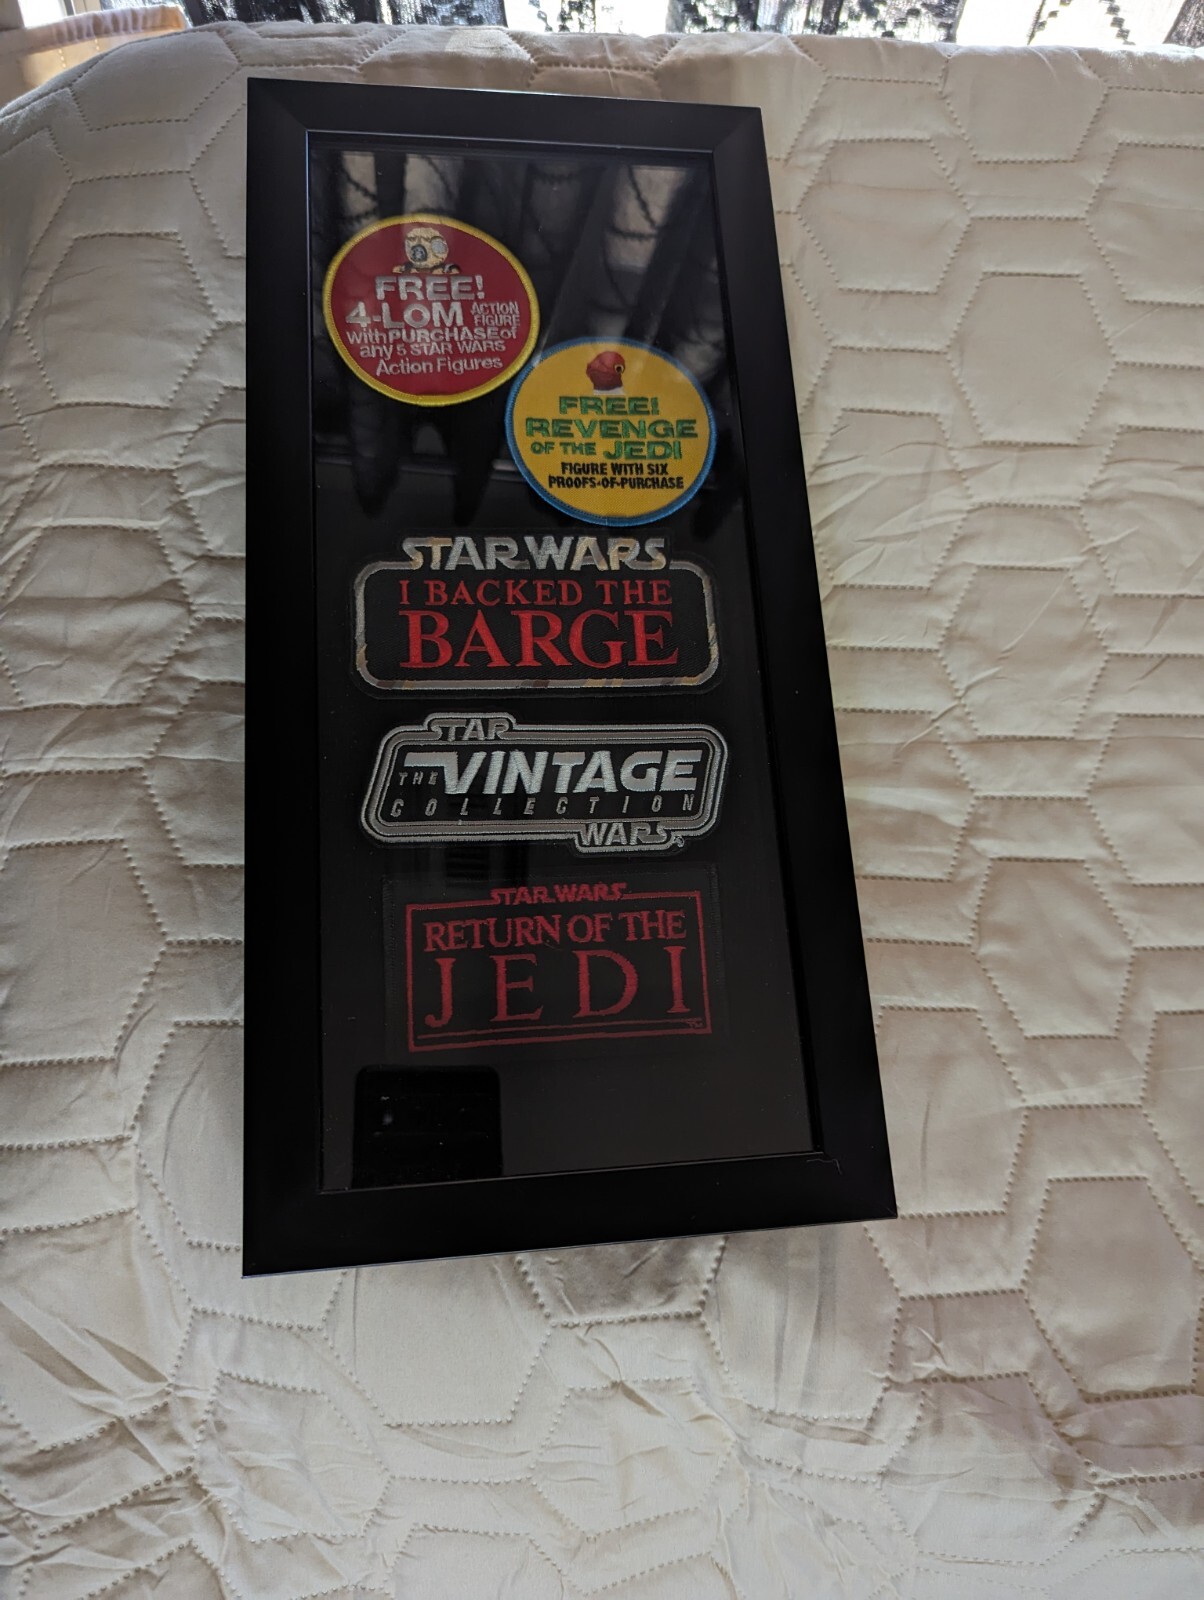 FREE!
4-LOM ACTION FIGURE
with PURCHASE of
any 5 STAR WARS
Action Figures
FREE!
REVENGE
OF THE JEDI
FIGURE WITH SIX
PROOFS-OF-PURCHASE
STAR WARS
I BACKED THE
BARGE
STAR
THE VINTAGE
COLLECTION
WARS
STAR WARS
RETURN OF THE
JEDI
TM